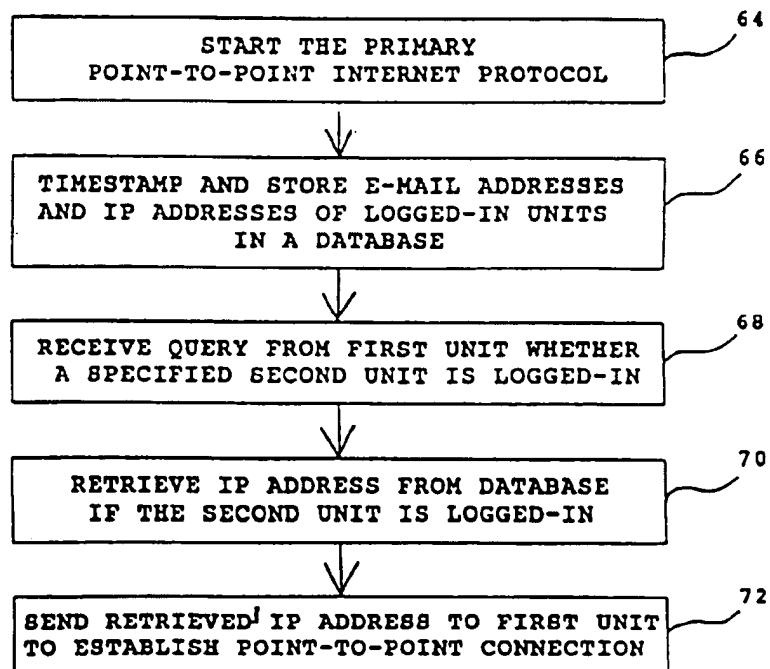 START THE PRIMARY
POINT-TO-POINT INTERNET PROTOCOL
64
TIMESTAMP AND STORE E-MAIL ADDRESSES
AND IP ADDRESSES OF LOGGED-IN UNITS
IN A DATABASE
66
RECEIVE QUERY FROM FIRST UNIT WHETHER
A SPECIFIED SECOND UNIT IS LOGGED-IN
68
RETRIEVE IP ADDRESS FROM DATABASE
IF THE SECOND UNIT IS LOGGED-IN
70
SEND RETRIEVED IP ADDRESS TO FIRST UNIT
TO ESTABLISH POINT-TO-POINT CONNECTION
72